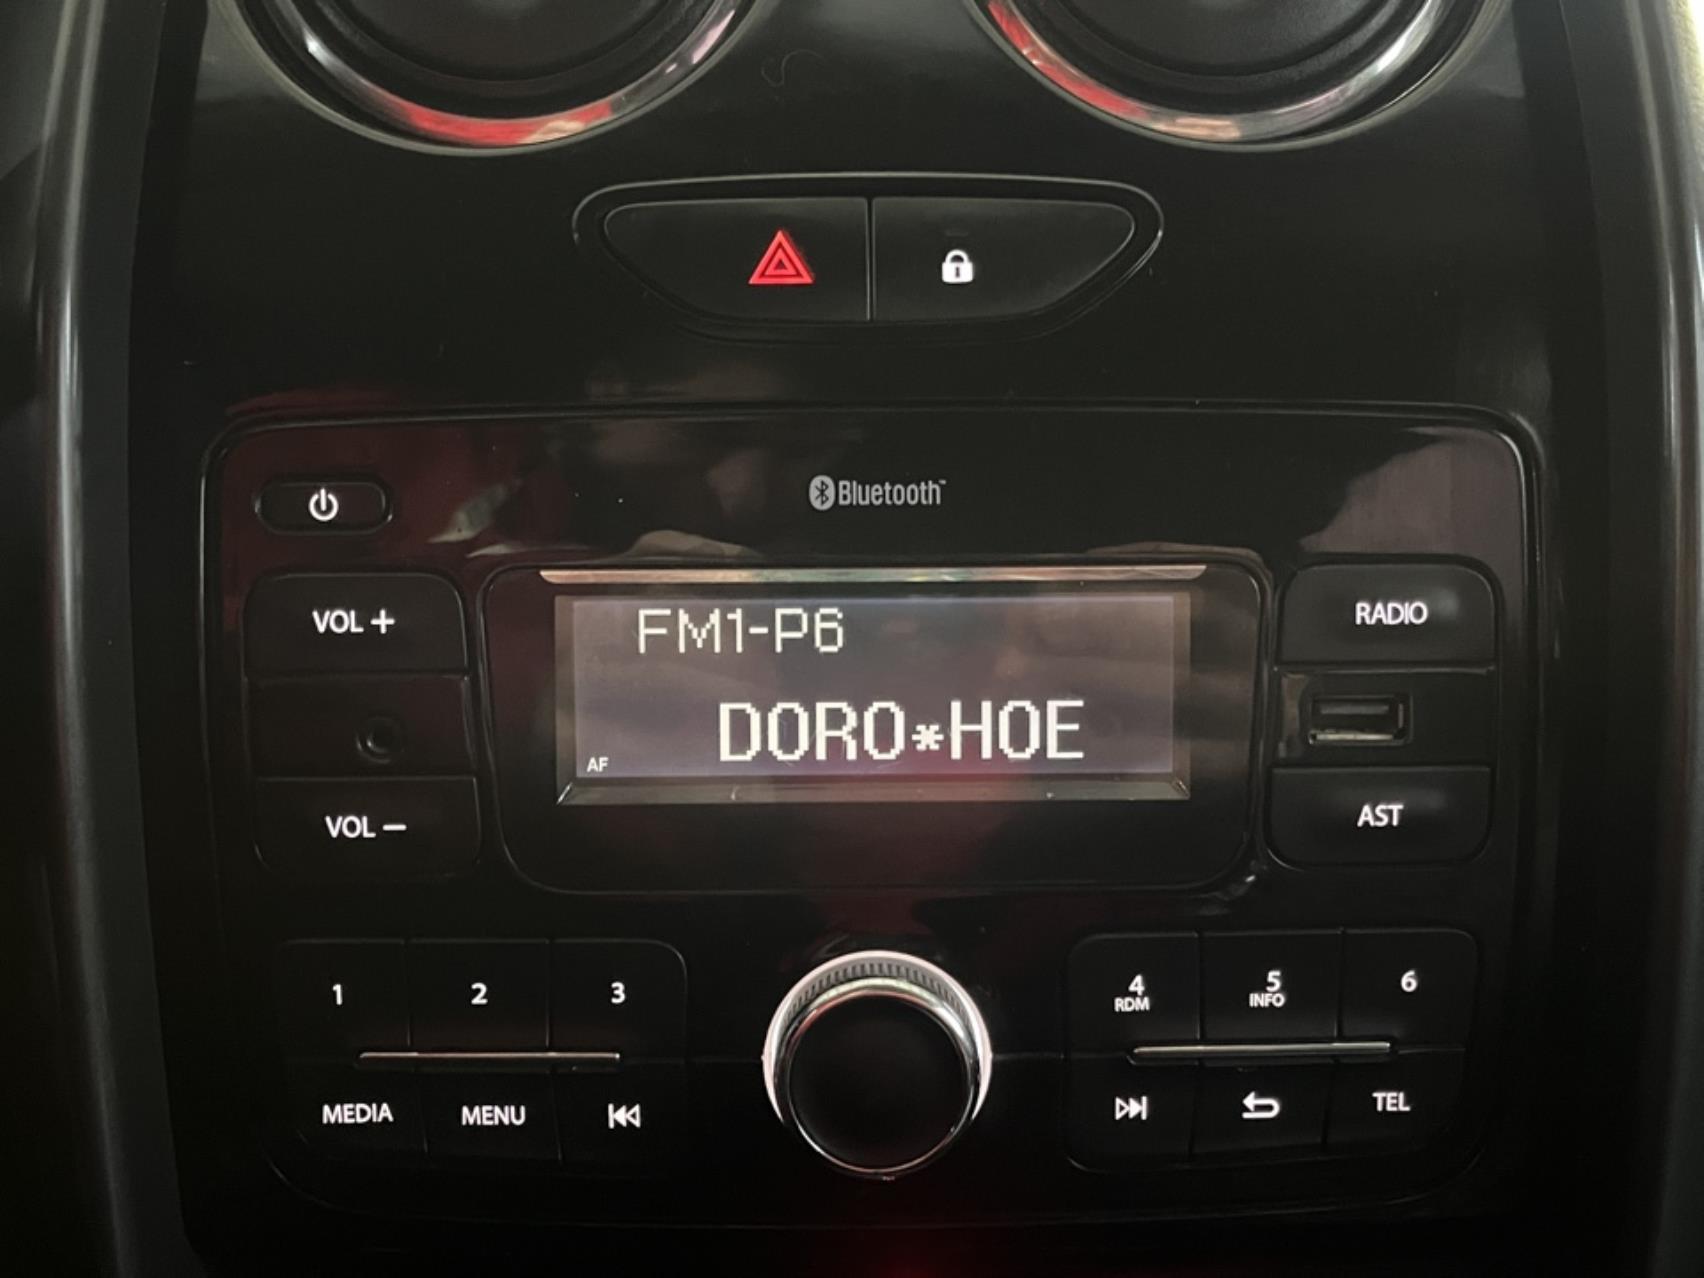 Bluetooth™
VOL +
FM1-P6
RADIO
DORO*HOE
AF
VOL –
AST
1
2
3
4
RDM
5
INFO
6
MEDIA
MENU
TEL